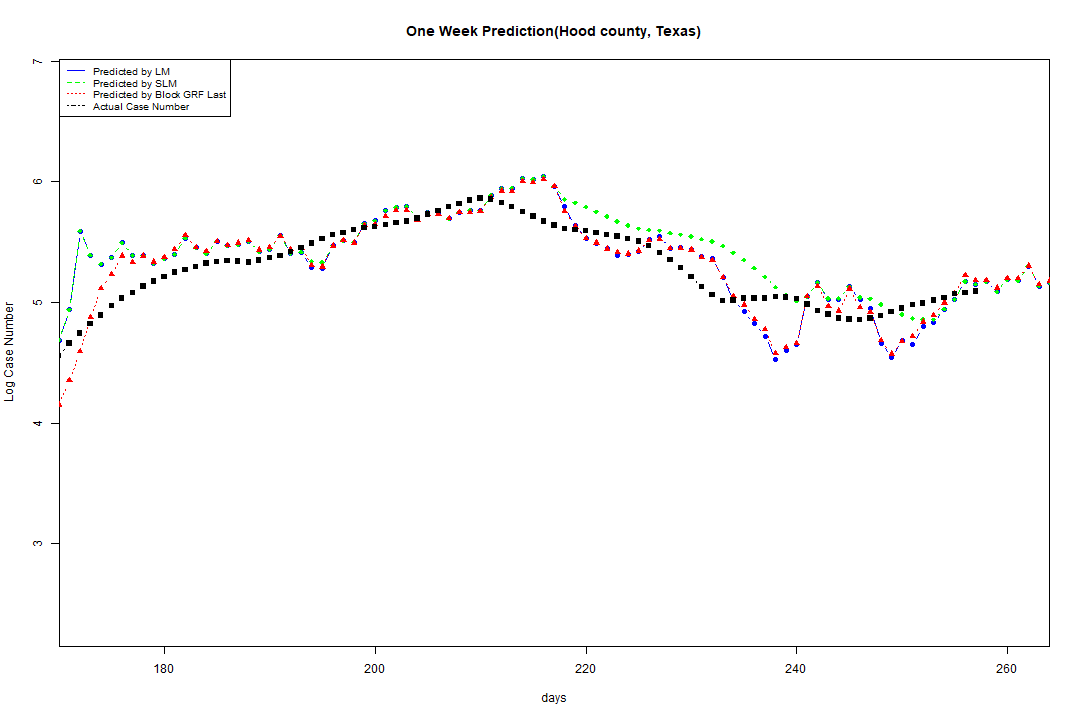 One Week Prediction(Hood county, Texas)
Predicted by LM
Predicted by SLM
Predicted by Block GRF Last
Actual Case Number
7
6
5
4
3
Log Case Number
180 200 220 240 260
days